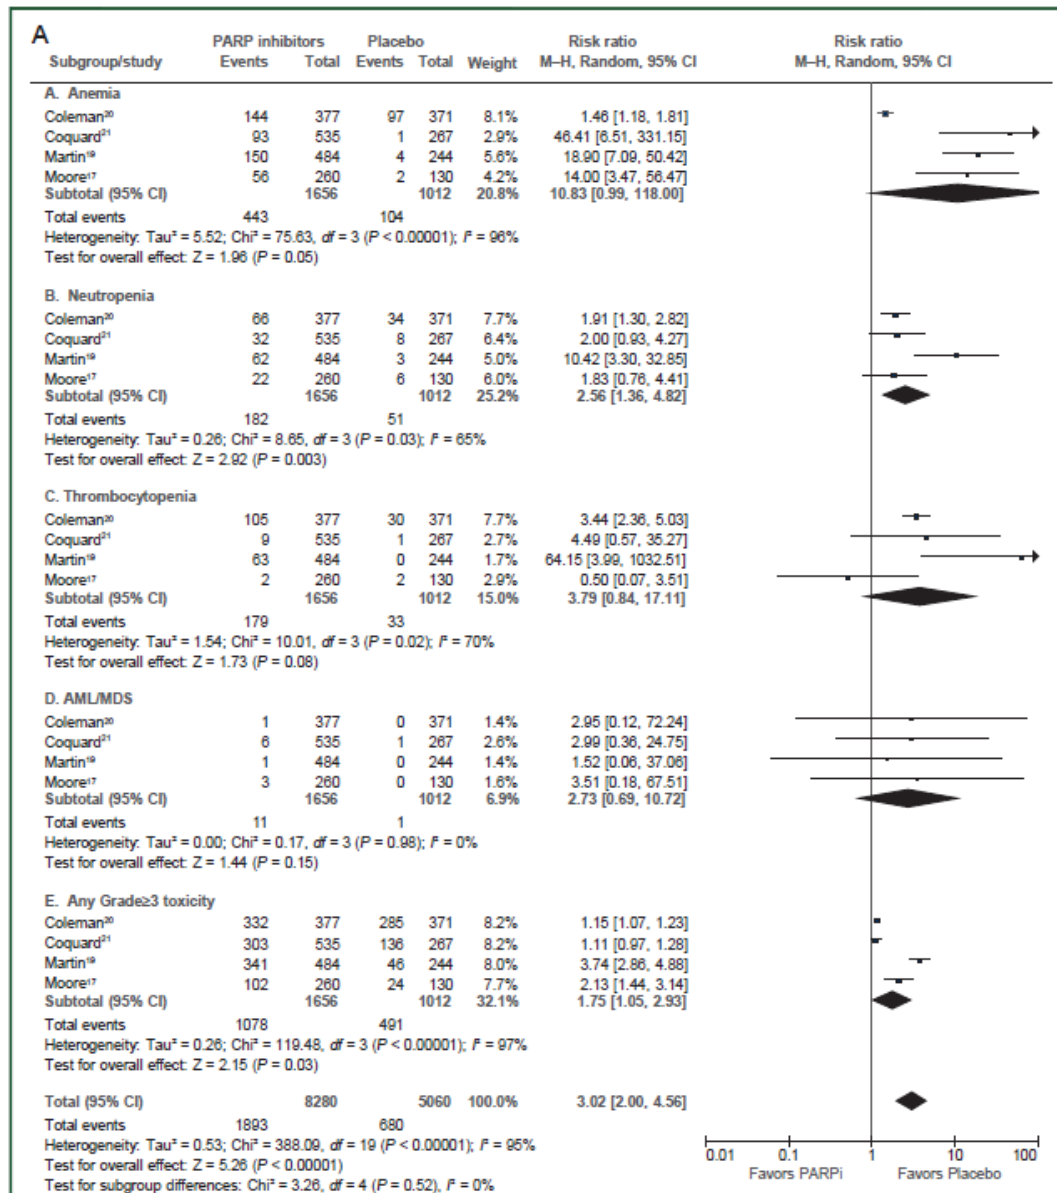 A
PARP inhibitors Placebo Risk ratio Risk ratio
Subgroup/study Events Total Events Total Weight M–H, Random, 95% CI M–H, Random, 95% CI
A. Anemia
Coleman²⁰ 144 377 97 371 8.1% 1.46 [1.18, 1.81]
Coquard²¹ 93 535 1 267 2.9% 46.41 [6.51, 331.15]
Martin¹⁹ 150 484 4 244 5.6% 18.90 [7.09, 50.42]
Moore¹⁷ 56 260 2 130 4.2% 14.00 [3.47, 56.47]
Subtotal (95% CI) 1656 1012 20.8% 10.83 [0.99, 118.00]
Total events 443 104
Heterogeneity: Tau² = 5.52; Chi² = 75.63, df = 3 (P < 0.00001); I² = 96%
Test for overall effect: Z = 1.96 (P = 0.05)
B. Neutropenia
Coleman²⁰ 66 377 34 371 7.7% 1.91 [1.30, 2.82]
Coquard²¹ 32 535 8 267 6.4% 2.00 [0.93, 4.27]
Martin¹⁹ 62 484 3 244 5.0% 10.42 [3.30, 32.85]
Moore¹⁷ 22 260 6 130 6.0% 1.83 [0.76, 4.41]
Subtotal (95% CI) 1656 1012 25.2% 2.56 [1.36, 4.82]
Total events 182 51
Heterogeneity: Tau² = 0.26; Chi² = 8.65, df = 3 (P = 0.03); I² = 65%
Test for overall effect: Z = 2.92 (P = 0.003)
C. Thrombocytopenia
Coleman²⁰ 105 377 30 371 7.7% 3.44 [2.36, 5.03]
Coquard²¹ 9 535 1 267 2.7% 4.49 [0.57, 35.27]
Martin¹⁹ 63 484 0 244 1.7% 64.15 [3.99, 1032.51]
Moore¹⁷ 2 260 2 130 2.9% 0.50 [0.07, 3.51]
Subtotal (95% CI) 1656 1012 15.0% 3.79 [0.84, 17.11]
Total events 179 33
Heterogeneity: Tau² = 1.54; Chi² = 10.01, df = 3 (P = 0.02); I² = 70%
Test for overall effect: Z = 1.73 (P = 0.08)
D. AML/MDS
Coleman²⁰ 1 377 0 371 1.4% 2.95 [0.12, 72.24]
Coquard²¹ 6 535 1 267 2.6% 2.99 [0.36, 24.75]
Martin¹⁹ 1 484 0 244 1.4% 1.52 [0.06, 37.06]
Moore¹⁷ 3 260 0 130 1.6% 3.51 [0.18, 67.51]
Subtotal (95% CI) 1656 1012 6.9% 2.73 [0.69, 10.72]
Total events 11 1
Heterogeneity: Tau² = 0.00; Chi² = 0.17, df = 3 (P = 0.98); I² = 0%
Test for overall effect: Z = 1.44 (P = 0.15)
E. Any Grade≥3 toxicity
Coleman²⁰ 332 377 285 371 8.2% 1.15 [1.07, 1.23]
Coquard²¹ 303 535 136 267 8.2% 1.11 [0.97, 1.28]
Martin¹⁹ 341 484 46 244 8.0% 3.74 [2.86, 4.88]
Moore¹⁷ 102 260 24 130 7.7% 2.13 [1.44, 3.14]
Subtotal (95% CI) 1656 1012 32.1% 1.75 [1.05, 2.93]
Total events 1078 491
Heterogeneity: Tau² = 0.26; Chi² = 119.48, df = 3 (P < 0.00001); I² = 97%
Test for overall effect: Z = 2.15 (P = 0.03)
Total (95% CI) 8280 5060 100.0% 3.02 [2.00, 4.56]
Total events 1893 680
Heterogeneity: Tau² = 0.53; Chi² = 388.09, df = 19 (P < 0.00001); I² = 95%
Test for overall effect: Z = 5.26 (P < 0.00001)
Test for subgroup differences: Chi² = 3.26, df = 4 (P = 0.52), I² = 0%
0.01 0.1 1 10 100
Favors PARPi Favors Placebo